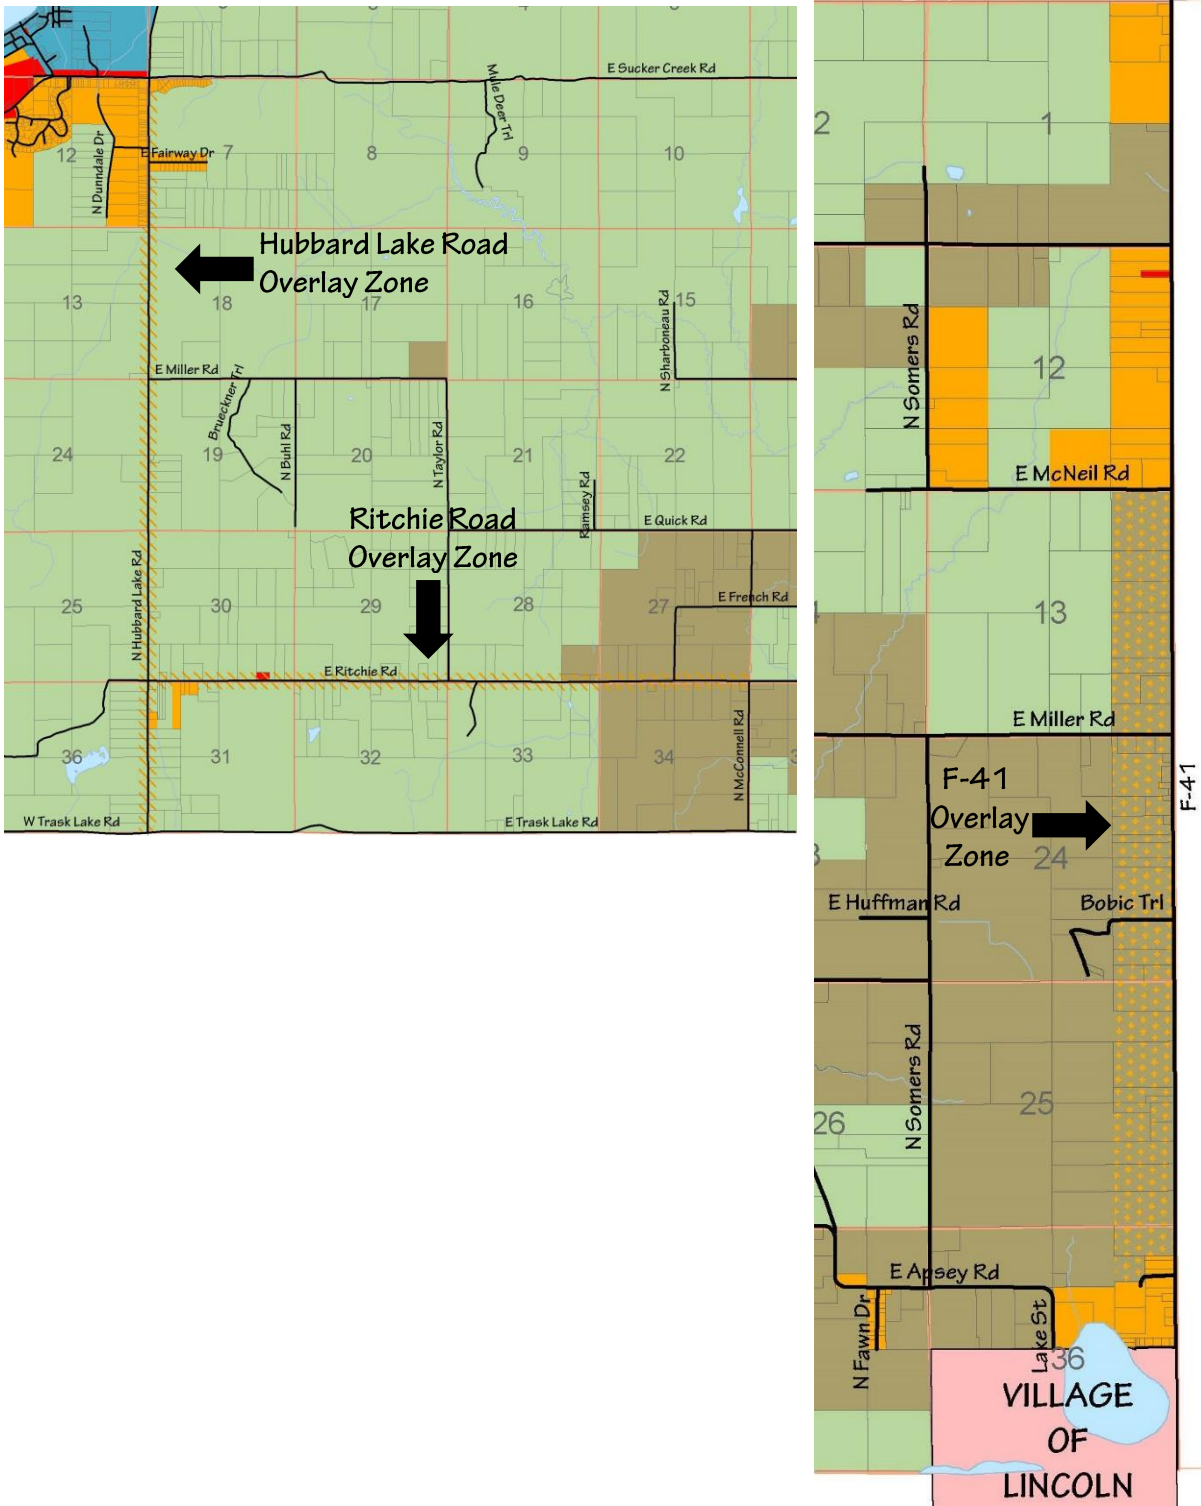 E Sucker Creek Rd
Mule Deer Trl
12
E Fairway Dr
7
8
9
10
N Dunndale Dr
Hubbard Lake Road
Overlay Zone
13
18
17
16
15
N Sharboneau Rd
E Miller Rd
Brueckner Trl
24
19
N Buhl Rd
20
N Taylor Rd
21
22
Ramsey Rd
Ritchie Road
Overlay Zone
E Quick Rd
N Hubbard Lake Rd
25
30
29
28
27
E French Rd
E Ritchie Rd
36
31
32
33
34
N McConnell Rd
W Trask Lake Rd
E Trask Lake Rd
2
1
N Somers Rd
12
E McNeil Rd
13
E Miller Rd
F-41
F-41
Overlay
Zone
24
E Huffman Rd
Bobic Trl
N Somers Rd
25
26
E Apsey Rd
N Fawn Dr
Lake St
36
VILLAGE
OF
LINCOLN